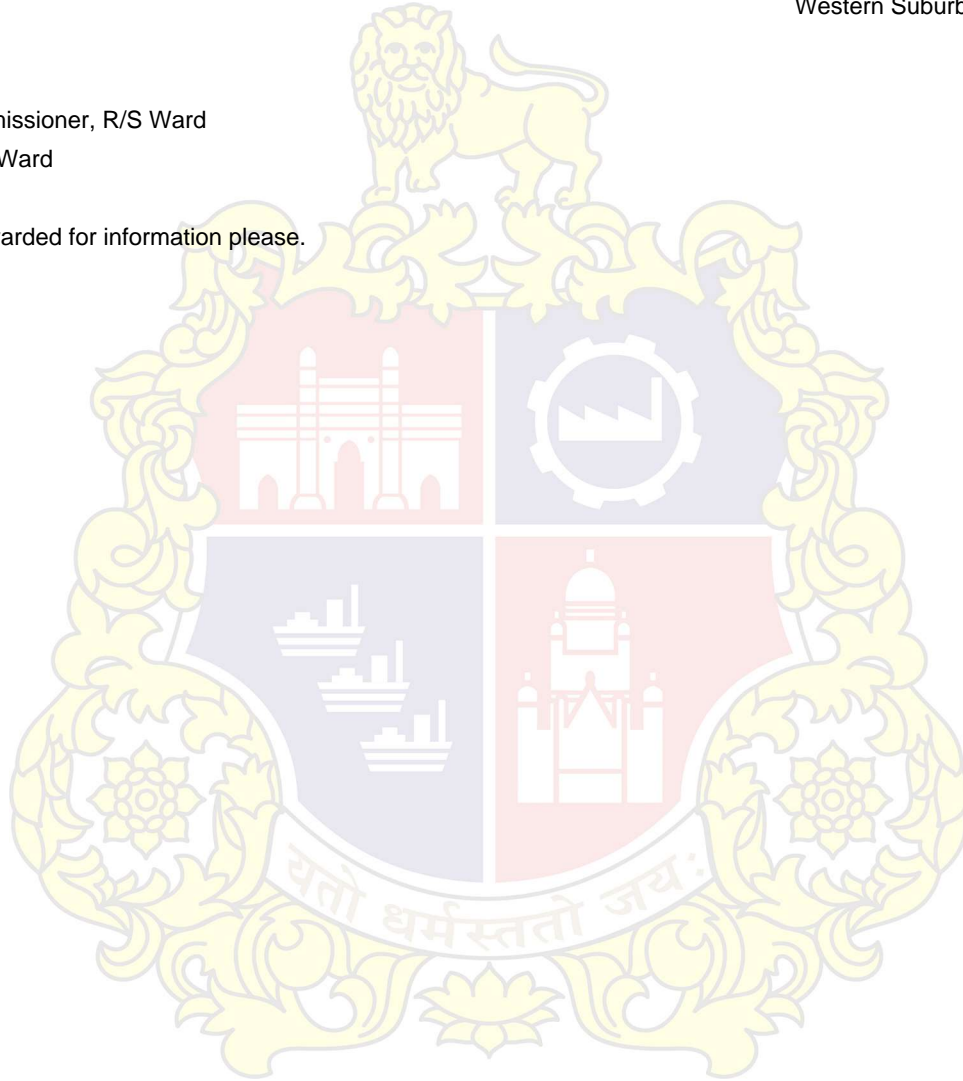 Western Suburb
nissioner, R/S Ward
Ward
arded for information please.
यतो धर्मस्ततो जय: